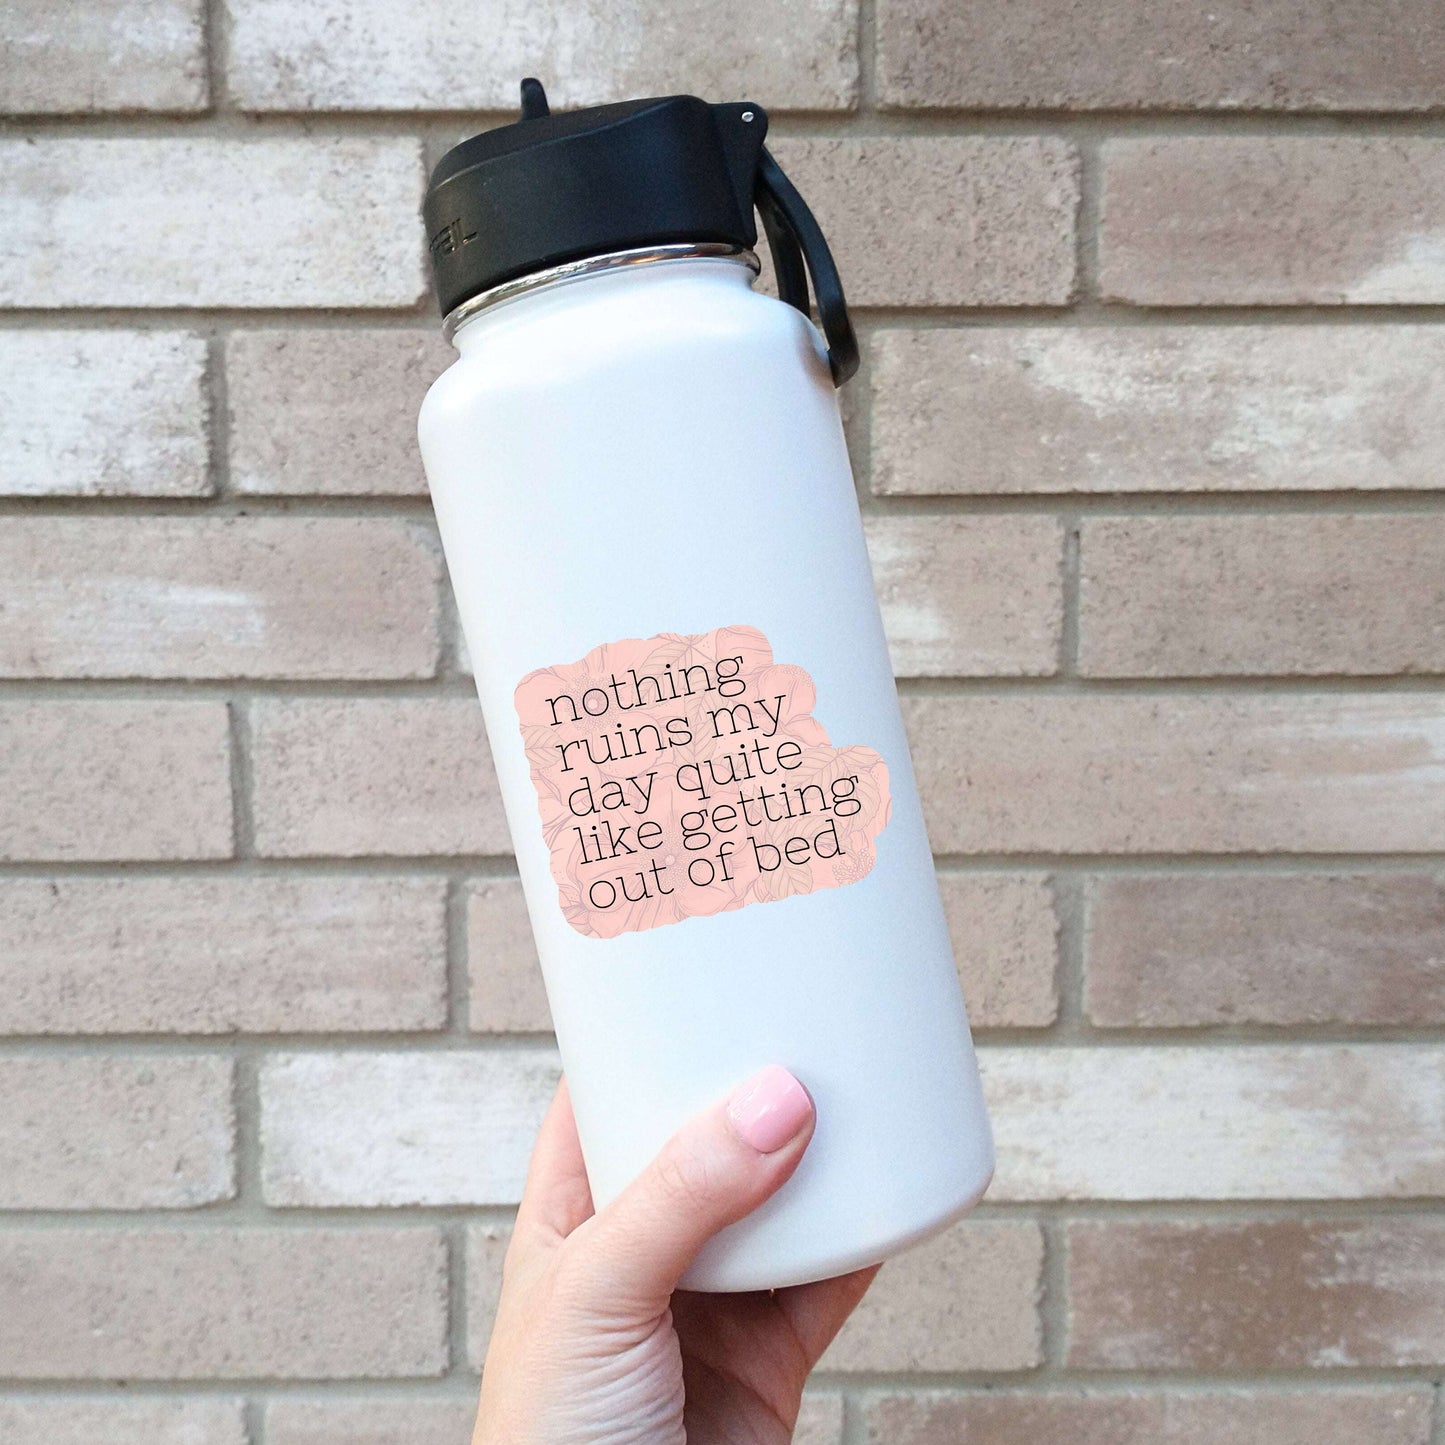 nothing
ruins my
day quite
like getting
out of bed